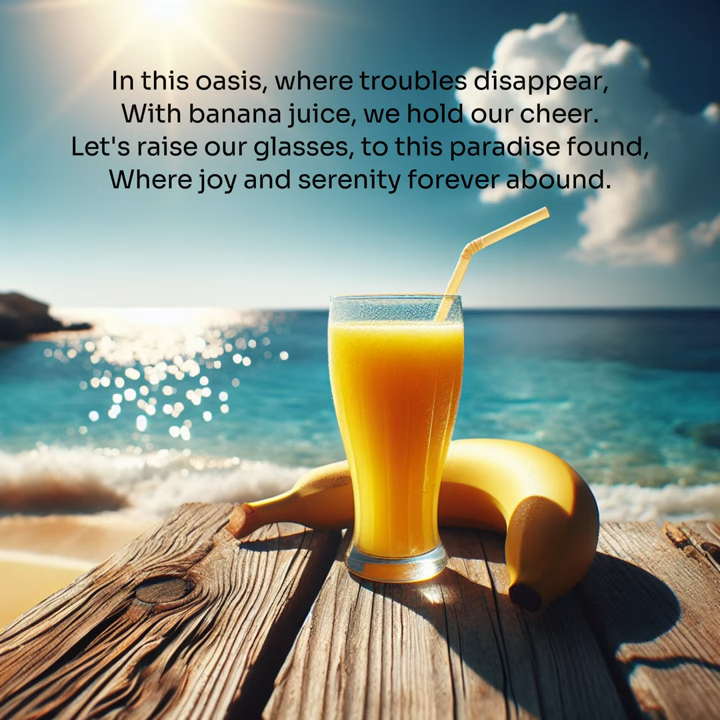 In this oasis, where troubles disappear,
With banana juice, we hold our cheer.
Let's raise our glasses, to this paradise found,
Where joy and serenity forever abound.